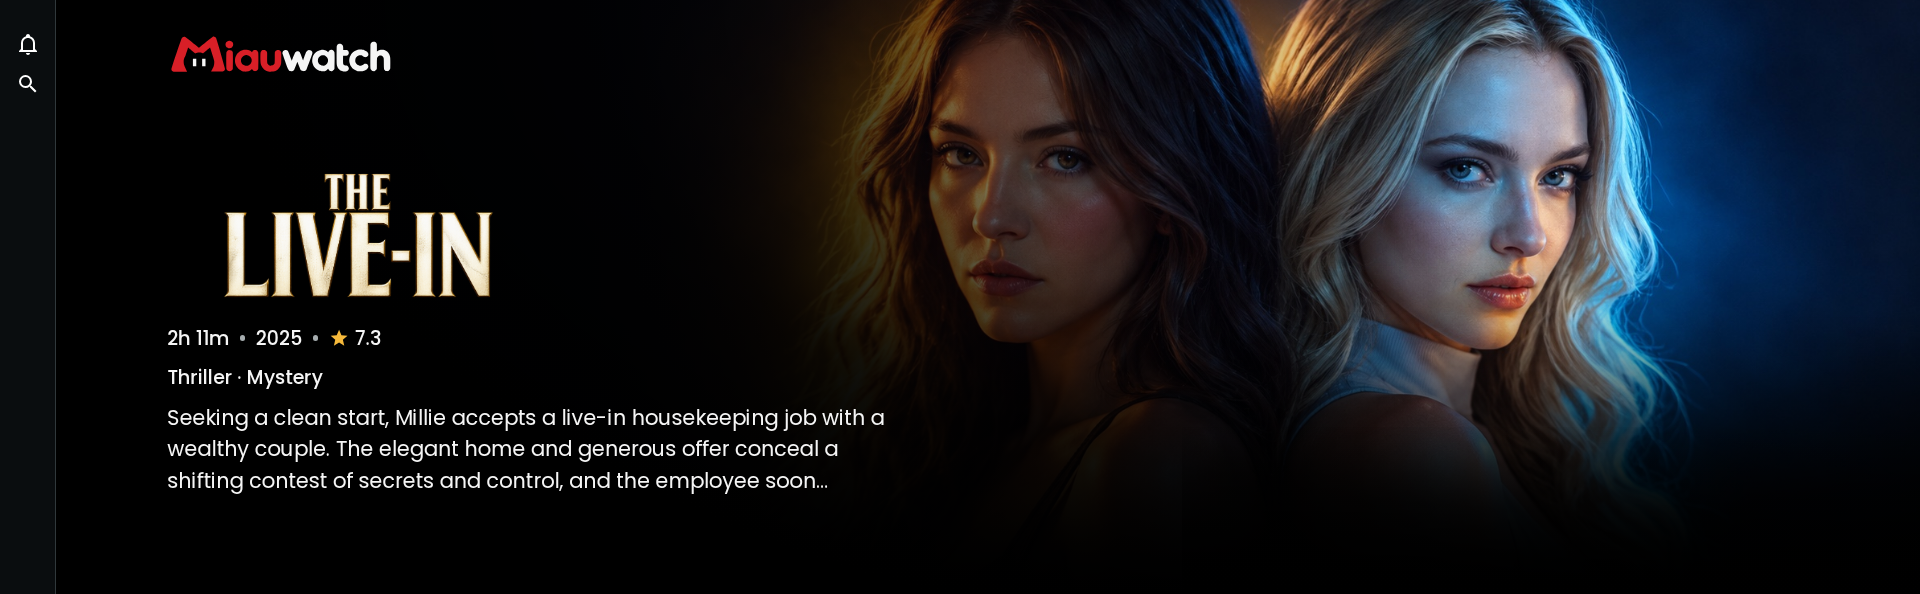 Miauwatch
THE
LIVE-IN
2h 11m • 2025 • ★ 7.3
Thriller · Mystery
Seeking a clean start, Millie accepts a live-in housekeeping job with a
wealthy couple. The elegant home and generous offer conceal a
shifting contest of secrets and control, and the employee soon...